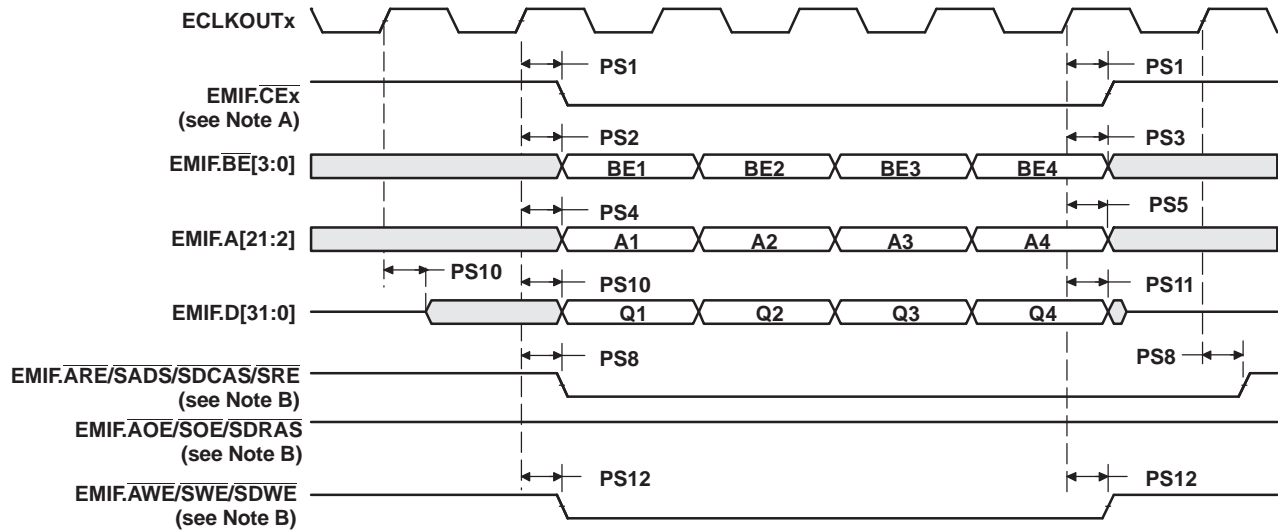 ECLKOUTx
PS1 PS1
EMIF.CEx
(see Note A)
PS2 PS3
EMIF.BE[3:0]
BE1 BE2 BE3 BE4
PS4 PS5
EMIF.A[21:2]
A1 A2 A3 A4
PS10 PS10 PS11
EMIF.D[31:0]
Q1 Q2 Q3 Q4
PS8 PS8
EMIF.ARE/SADS/SDCAS/SRE
(see Note B)
EMIF.AOE/SOE/SDRAS
(see Note B)
PS12 PS12
EMIF.AWE/SWE/SDWE
(see Note B)